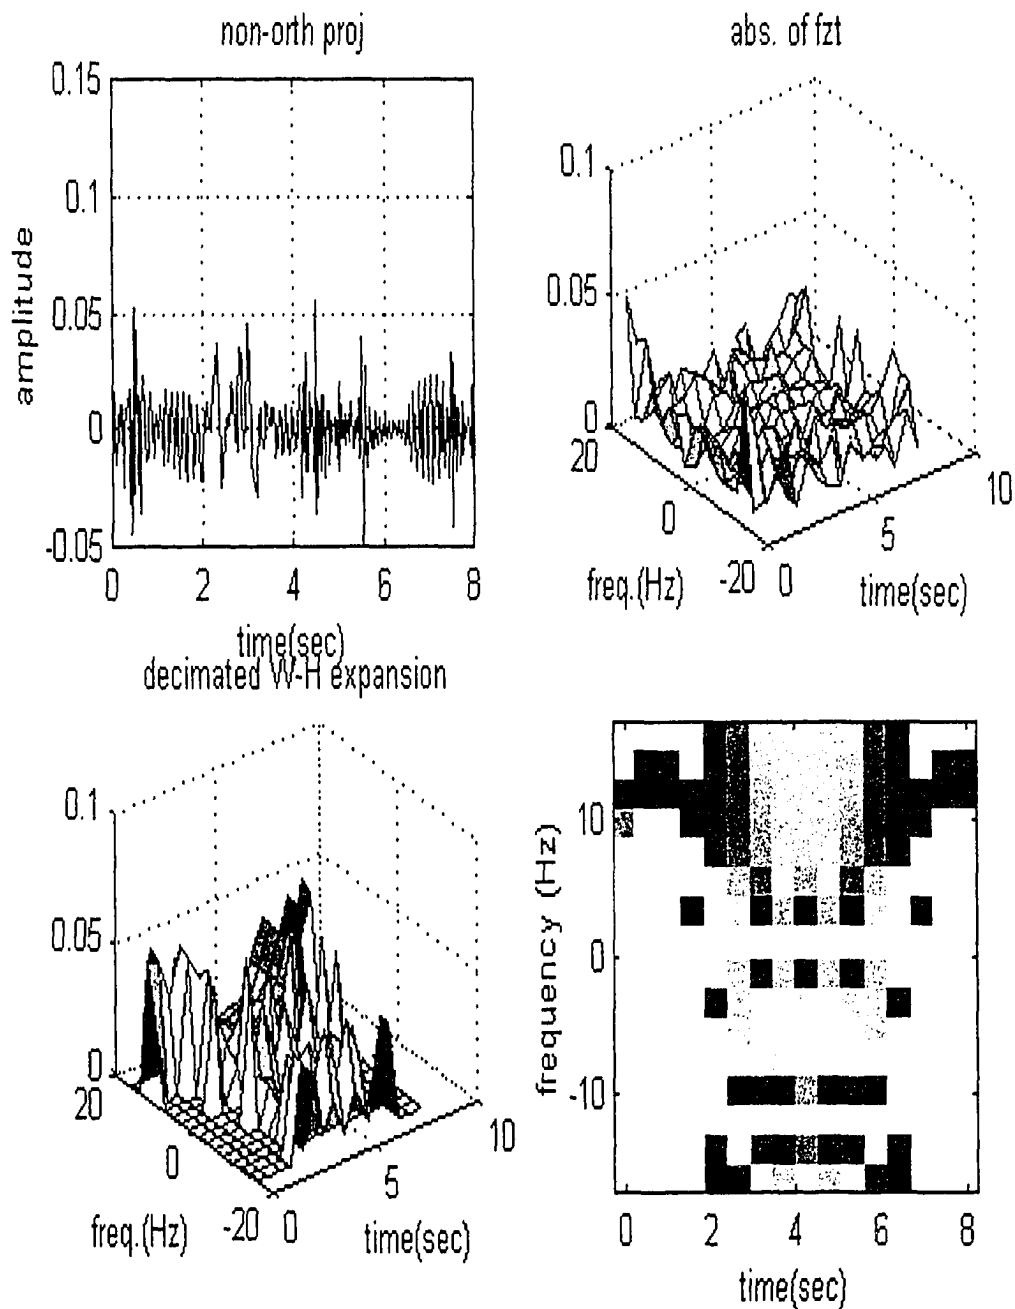 non-orth proj
0.15
0.1
0.05
0
-0.05
amplitude
0 2 4 6 8
time(sec)
abs. of fzt
0.1
0.05
0
20
0
-20
freq.(Hz)
0
5
10
time(sec)
decimated W-H expansion
0.1
0.05
0
20
0
-20
freq.(Hz)
0
5
10
time(sec)
10
0
-10
frequency (Hz)
0 2 4 6 8
time(sec)